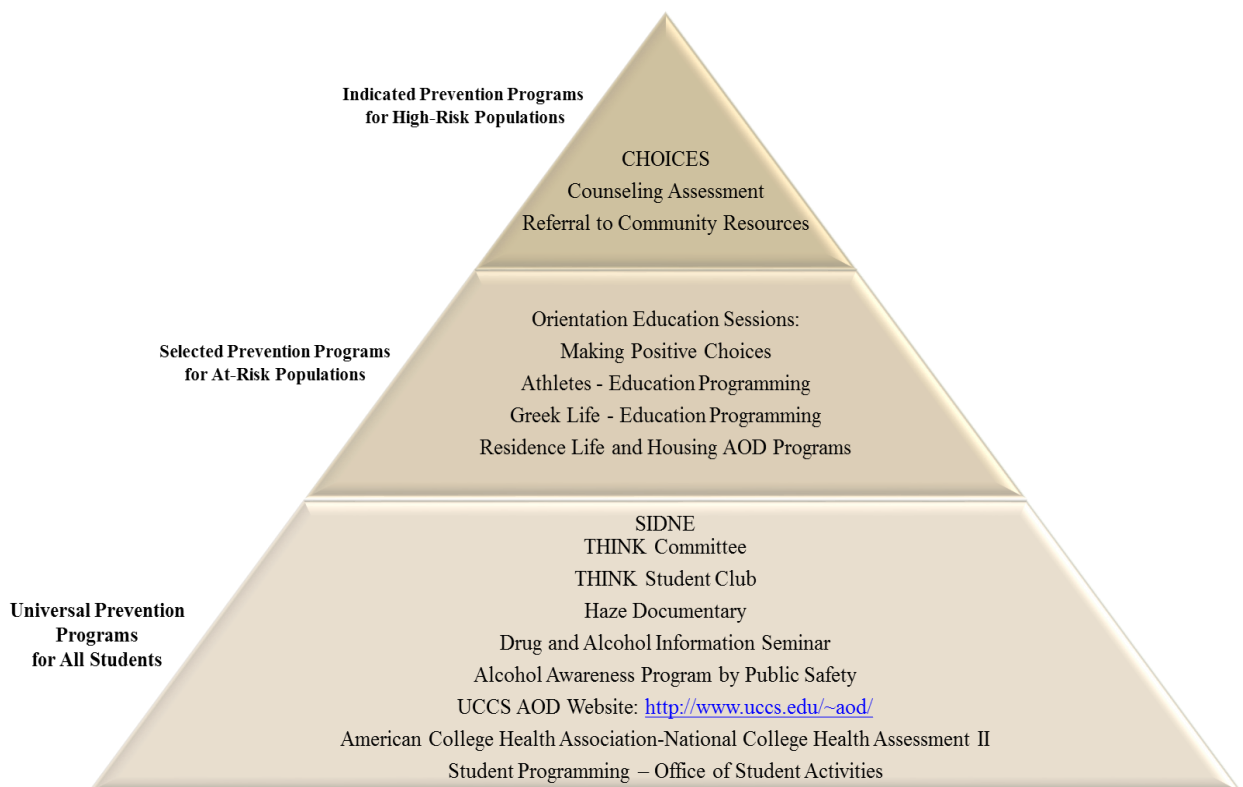 Indicated Prevention Programs
for High-Risk Populations
CHOICES
Counseling Assessment
Referral to Community Resources
Selected Prevention Programs
for At-Risk Populations
Orientation Education Sessions:
Making Positive Choices
Athletes - Education Programming
Greek Life - Education Programming
Residence Life and Housing AOD Programs
Universal Prevention
Programs
for All Students
SIDNE
THINK Committee
THINK Student Club
Haze Documentary
Drug and Alcohol Information Seminar
Alcohol Awareness Program by Public Safety
UCCS AOD Website: http://www.uccs.edu/~aod/
American College Health Association-National College Health Assessment II
Student Programming – Office of Student Activities